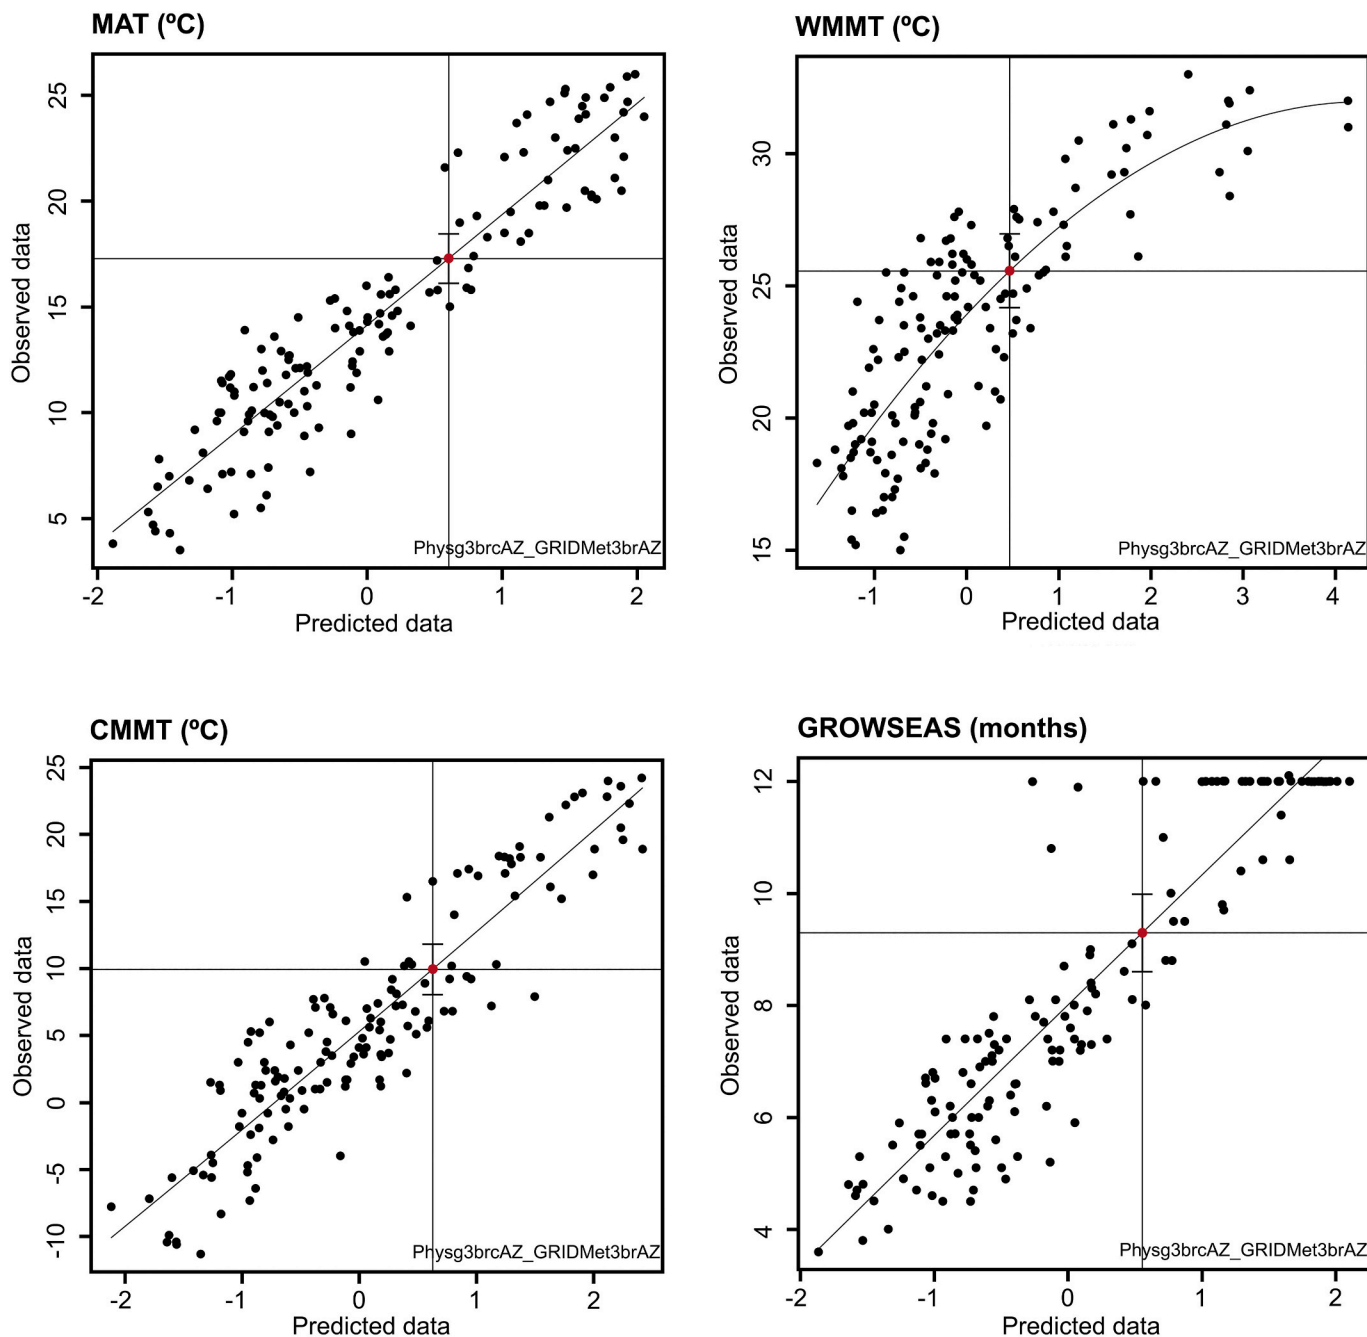 MAT (ºC)
25
20
15
10
5
Observed data
Physg3brcAZ_GRIDMet3brAZ
-2 -1 0 1 2
Predicted data
WMMT (ºC)
30
25
20
15
Observed data
Physg3brcAZ_GRIDMet3brAZ
-1 0 1 2 3 4
Predicted data
CMMT (ºC)
25
20
15
10
5
0
-5
-10
Observed data
Physg3brcAZ_GRIDMet3brAZ
-2 -1 0 1 2
Predicted data
GROWSEAS (months)
12
10
8
6
4
Observed data
Physg3brcAZ_GRIDMet3brAZ
-2 -1 0 1 2
Predicted data